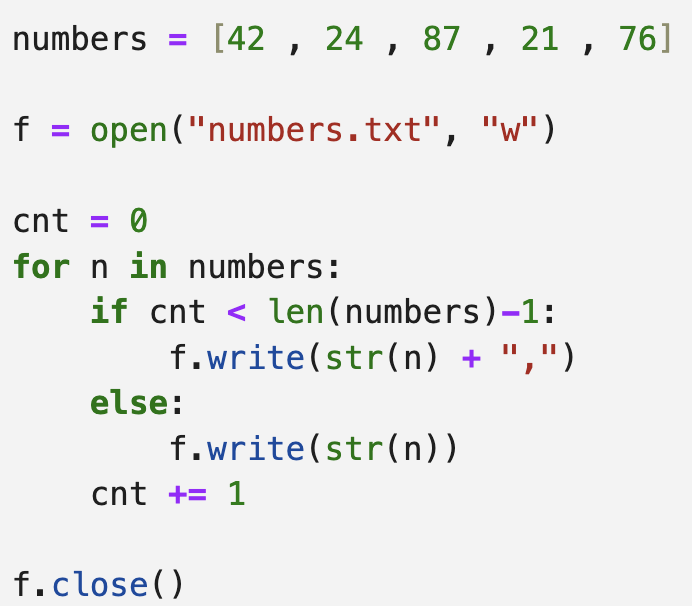 numbers = [42 , 24 , 87 , 21 , 76]
f = open("numbers.txt", "w")
cnt = 0
for n in numbers:
    if cnt < len(numbers)-1:
        f.write(str(n) + ",")
    else:
        f.write(str(n))
    cnt += 1
f.close()